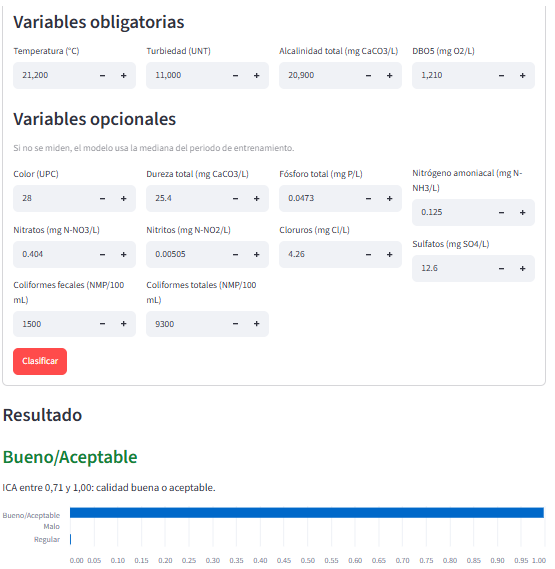 Variables obligatorias
Temperatura (°C) Turbiedad (UNT) Alcalinidad total (mg CaCO3/L) DBO5 (mg O2/L)
21,200 − + 11,000 − + 20,900 − + 1,210 − +
Variables opcionales
Si no se miden, el modelo usa la mediana del periodo de entrenamiento.
Color (UPC) Dureza total (mg CaCO3/L) Fósforo total (mg P/L) Nitrógeno amoniacal (mg N-
NH3/L)
28 − + 25.4 − + 0.0473 − + 0.125 − +
Nitratos (mg N-NO3/L) Nitritos (mg N-NO2/L) Cloruros (mg Cl/L) Sulfatos (mg SO4/L)
0.404 − + 0.00505 − + 4.26 − + 12.6 − +
Coliformes fecales (NMP/100 Coliformes totales (NMP/100
mL) mL)
1500 − + 9300 − +
Clasificar
Resultado
Bueno/Aceptable
ICA entre 0,71 y 1,00: calidad buena o aceptable.
Bueno/Aceptable
Malo
Regular
0.00 0.05 0.10 0.15 0.20 0.25 0.30 0.35 0.40 0.45 0.50 0.55 0.60 0.65 0.70 0.75 0.80 0.85 0.90 0.95 1.00